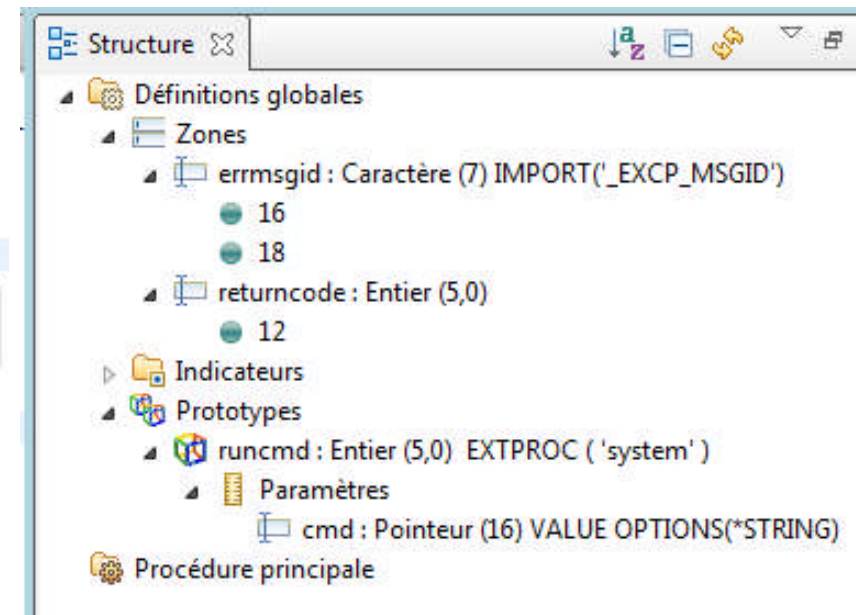 Structure
Définitions globales
Zones
errmsgid : Caractère (7) IMPORT('_EXCP_MSGID')
16
18
returncode : Entier (5,0)
12
Indicateurs
Prototypes
runcmd : Entier (5,0) EXTPROC ( 'system' )
Paramètres
cmd : Pointeur (16) VALUE OPTIONS(*STRING)
Procédure principale